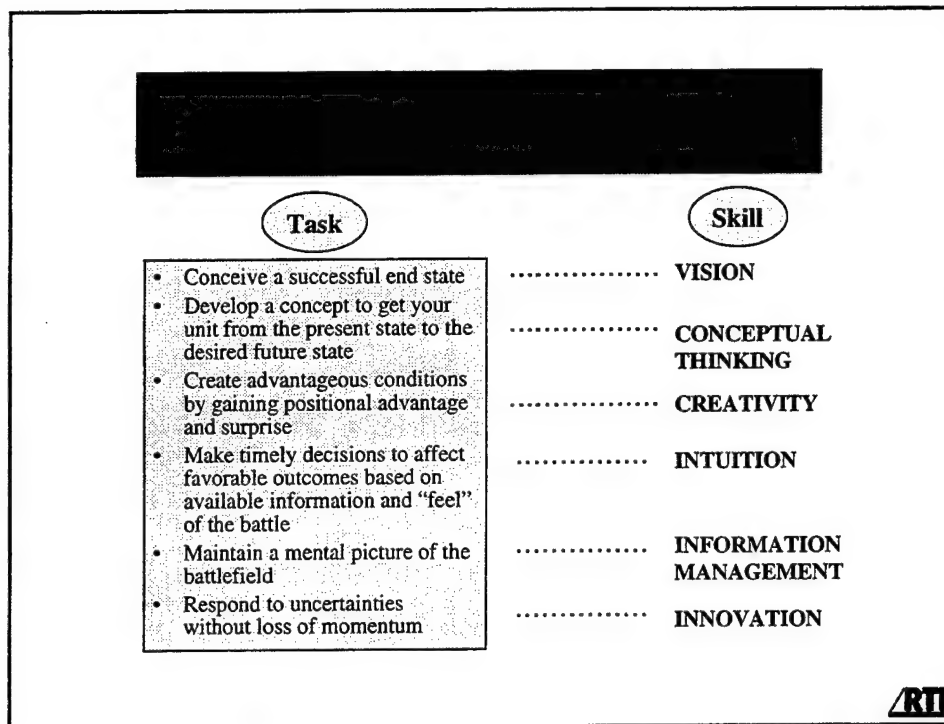 Task
Skill
• Conceive a successful end state ................ VISION
• Develop a concept to get your
unit from the present state to the ................ CONCEPTUAL
desired future state THINKING
• Create advantageous conditions
by gaining positional advantage ................ CREATIVITY
and surprise
• Make timely decisions to affect
favorable outcomes based on ................ INTUITION
available information and “feel”
of the battle
• Maintain a mental picture of the ................ INFORMATION
battlefield MANAGEMENT
• Respond to uncertainties
without loss of momentum ................ INNOVATION